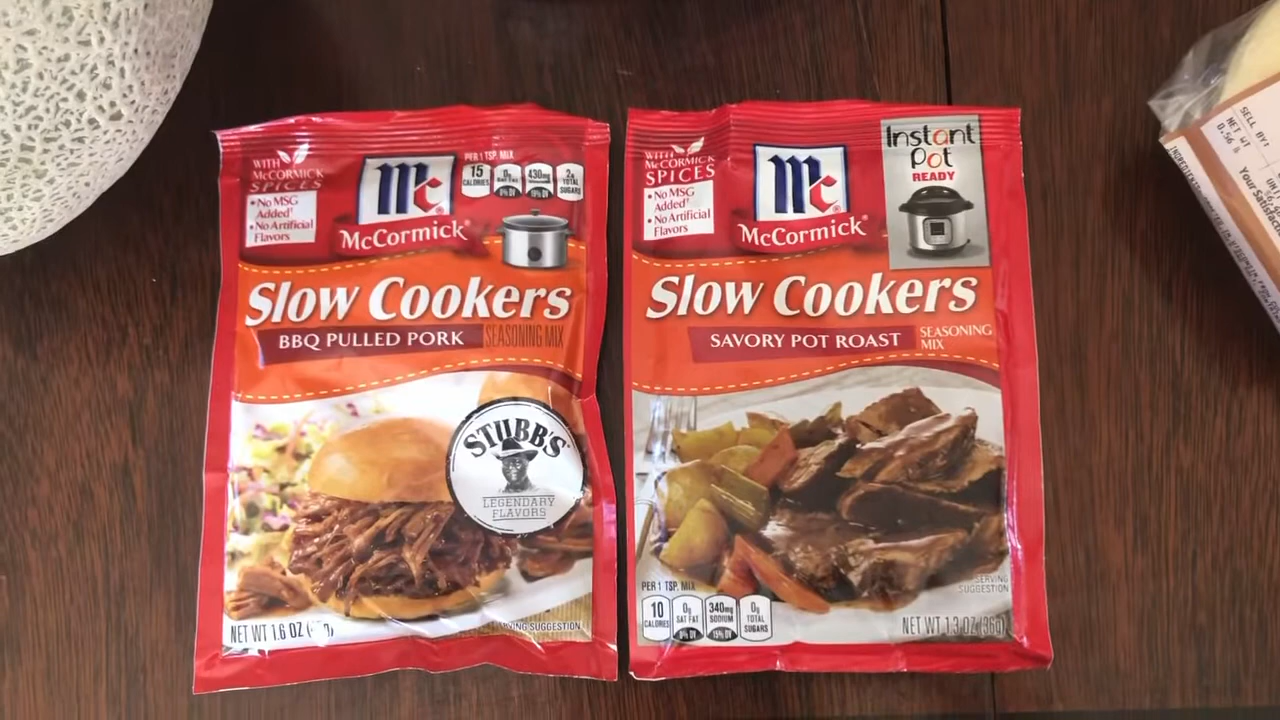 WITH
McCORMICK
SPICES
• No MSG
Added†
• No Artificial
Flavors
Mc
McCormick®
PER 1 TSP. MIX
15
CALORIES
0g
SAT FAT
0% DV
430mg
2g
TOTAL
SUGARS
Slow Cookers
BBQ PULLED PORK
SEASONING MIX
STUBB'S
LEGENDARY
FLAVORS
NET WT 1.6 OZ
SERVING SUGGESTION
WITH
McCORMICK
SPICES
• No MSG
Added†
• No Artificial
Flavors
Mc
McCormick®
Instant
Pot
READY
Slow Cookers
SAVORY POT ROAST
SEASONING
MIX
PER 1 TSP. MIX
10
CALORIES
0g
SAT FAT
0% DV
340mg
SODIUM
15% DV
0g
TOTAL
SUGARS
SERVING
SUGGESTION
NET WT 1.3 OZ (36g)
SELL BY:
NET WT
0.56